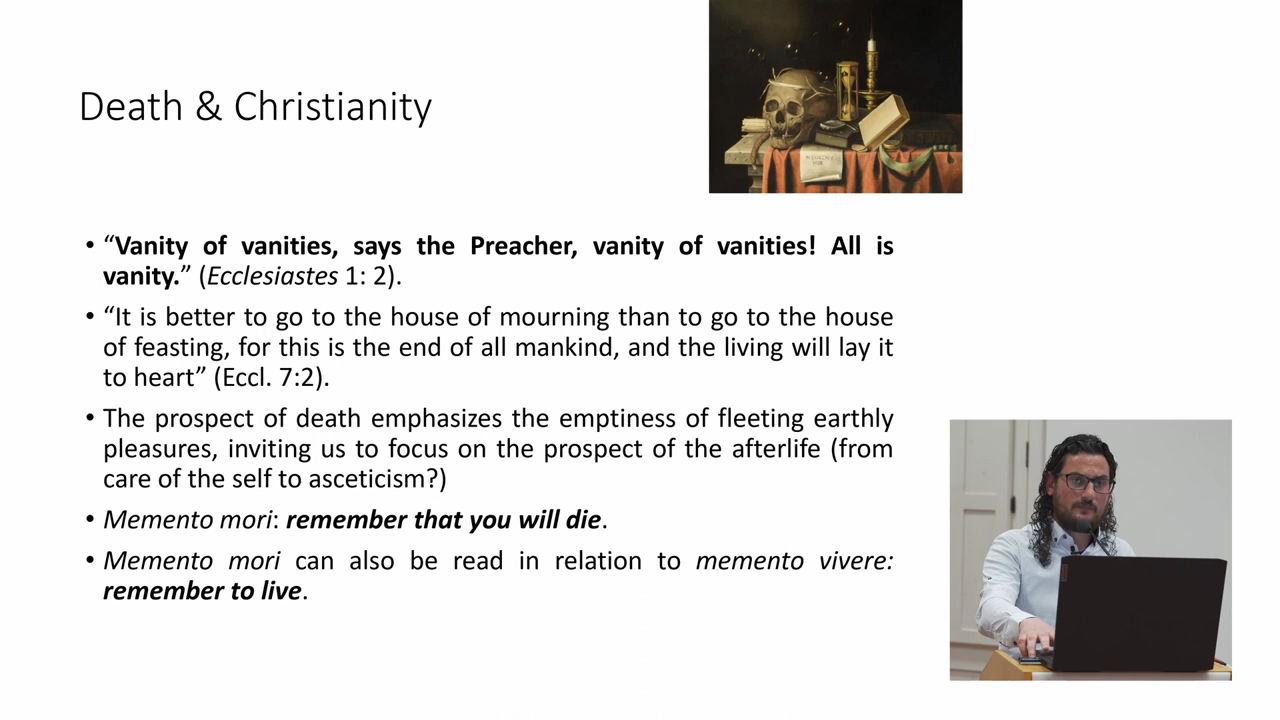 Death & Christianity
• “Vanity of vanities, says the Preacher, vanity of vanities! All is
vanity.” (Ecclesiastes 1: 2).
• “It is better to go to the house of mourning than to go to the house
of feasting, for this is the end of all mankind, and the living will lay it
to heart” (Eccl. 7:2).
• The prospect of death emphasizes the emptiness of fleeting earthly
pleasures, inviting us to focus on the prospect of the afterlife (from
care of the self to asceticism?)
• Memento mori: remember that you will die.
• Memento mori can also be read in relation to memento vivere:
remember to live.